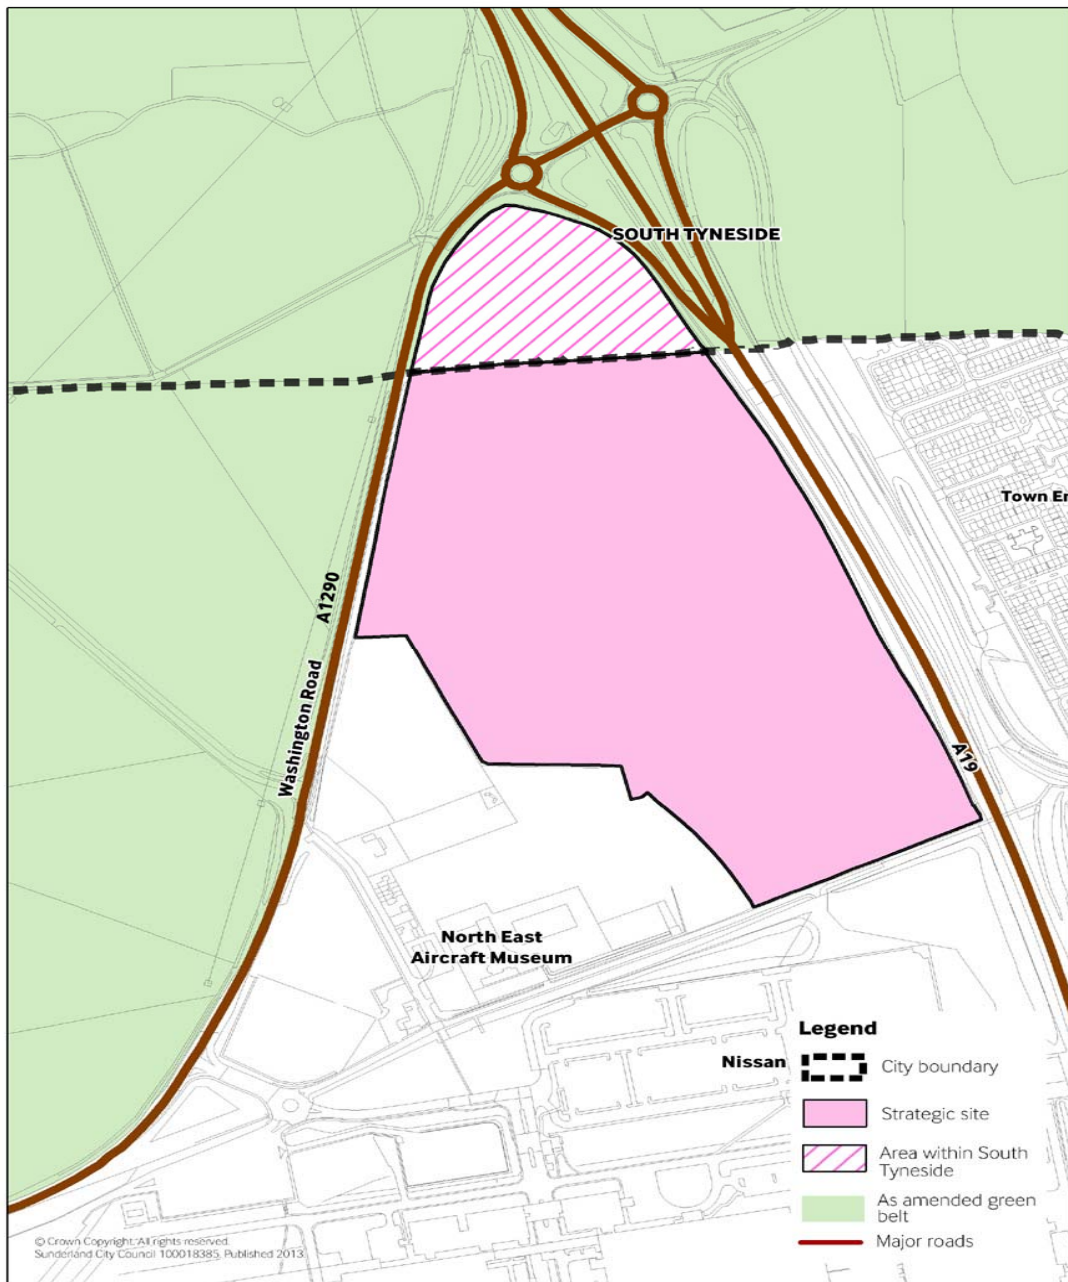 SOUTH TYNESIDE
Town En
A1290
Washington Road
A19
North East
Aircraft Museum
Nissan
Legend
City boundary
Strategic site
Area within South
Tyneside
As amended green
belt
Major roads
© Crown Copyright. All rights reserved.
Sunderland City Council 100018385. Published 2013